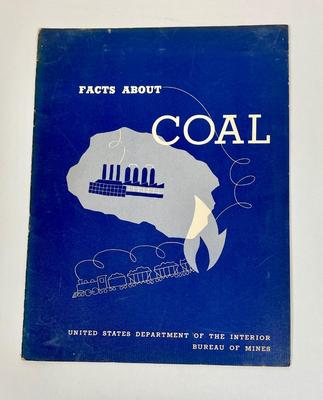 FACTS ABOUT
COAL
UNITED STATES DEPARTMENT OF THE INTERIOR
BUREAU OF MINES